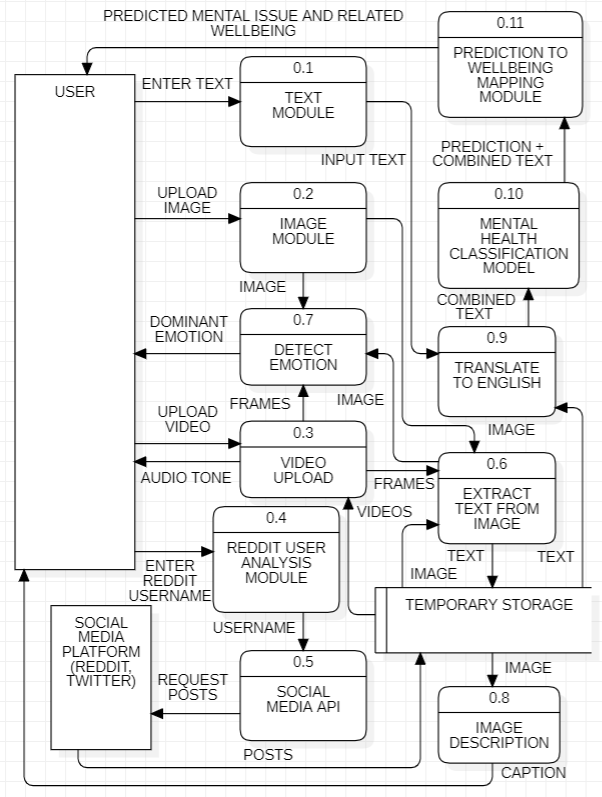 PREDICTED MENTAL ISSUE AND RELATED
WELLBEING
0.11
PREDICTION TO
WELLBEING
MAPPING
MODULE
USER
ENTER TEXT
0.1
TEXT
MODULE
INPUT TEXT
PREDICTION +
COMBINED TEXT
UPLOAD
IMAGE
0.2
IMAGE
MODULE
0.10
MENTAL
HEALTH
CLASSIFICATION
MODEL
IMAGE
COMBINED
TEXT
DOMINANT
EMOTION
0.7
DETECT
EMOTION
0.9
TRANSLATE
TO ENGLISH
FRAMES
IMAGE
UPLOAD
VIDEO
0.3
VIDEO
UPLOAD
IMAGE
AUDIO TONE
FRAMES
0.6
EXTRACT
TEXT FROM
IMAGE
VIDEOS
0.4
REDDIT USER
ANALYSIS
MODULE
ENTER
REDDIT
USERNAME
TEXT
TEXT
IMAGE
TEMPORARY STORAGE
SOCIAL
MEDIA
PLATFORM
(REDDIT,
TWITTER)
USERNAME
0.5
SOCIAL
MEDIA API
REQUEST
POSTS
IMAGE
0.8
IMAGE
DESCRIPTION
POSTS
CAPTION